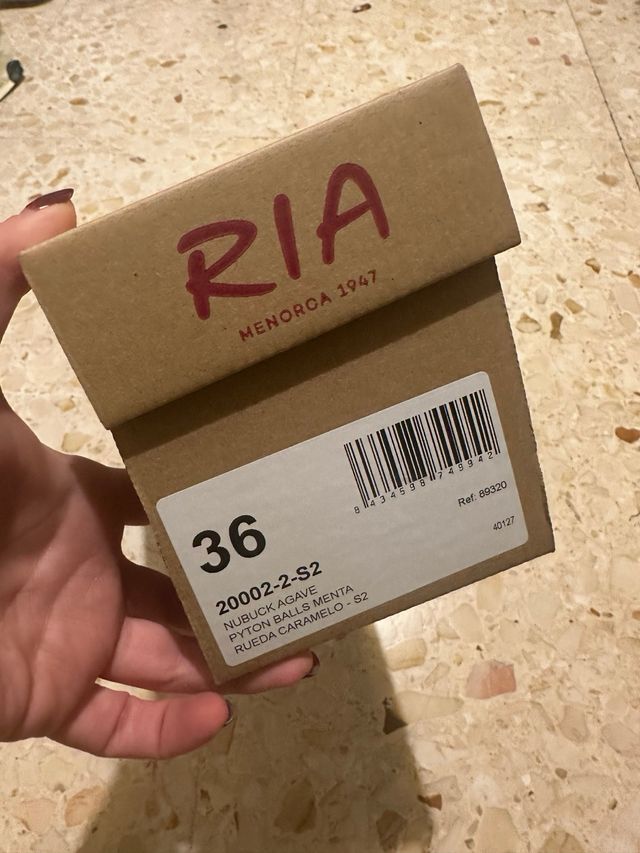 RIA
MENORCA 1947
8 434598 749942
Ref: 89320
40127
36
20002-2-S2
NUBUCK AGAVE
PYTON BALLS MENTA
RUEDA CARAMELO - S2